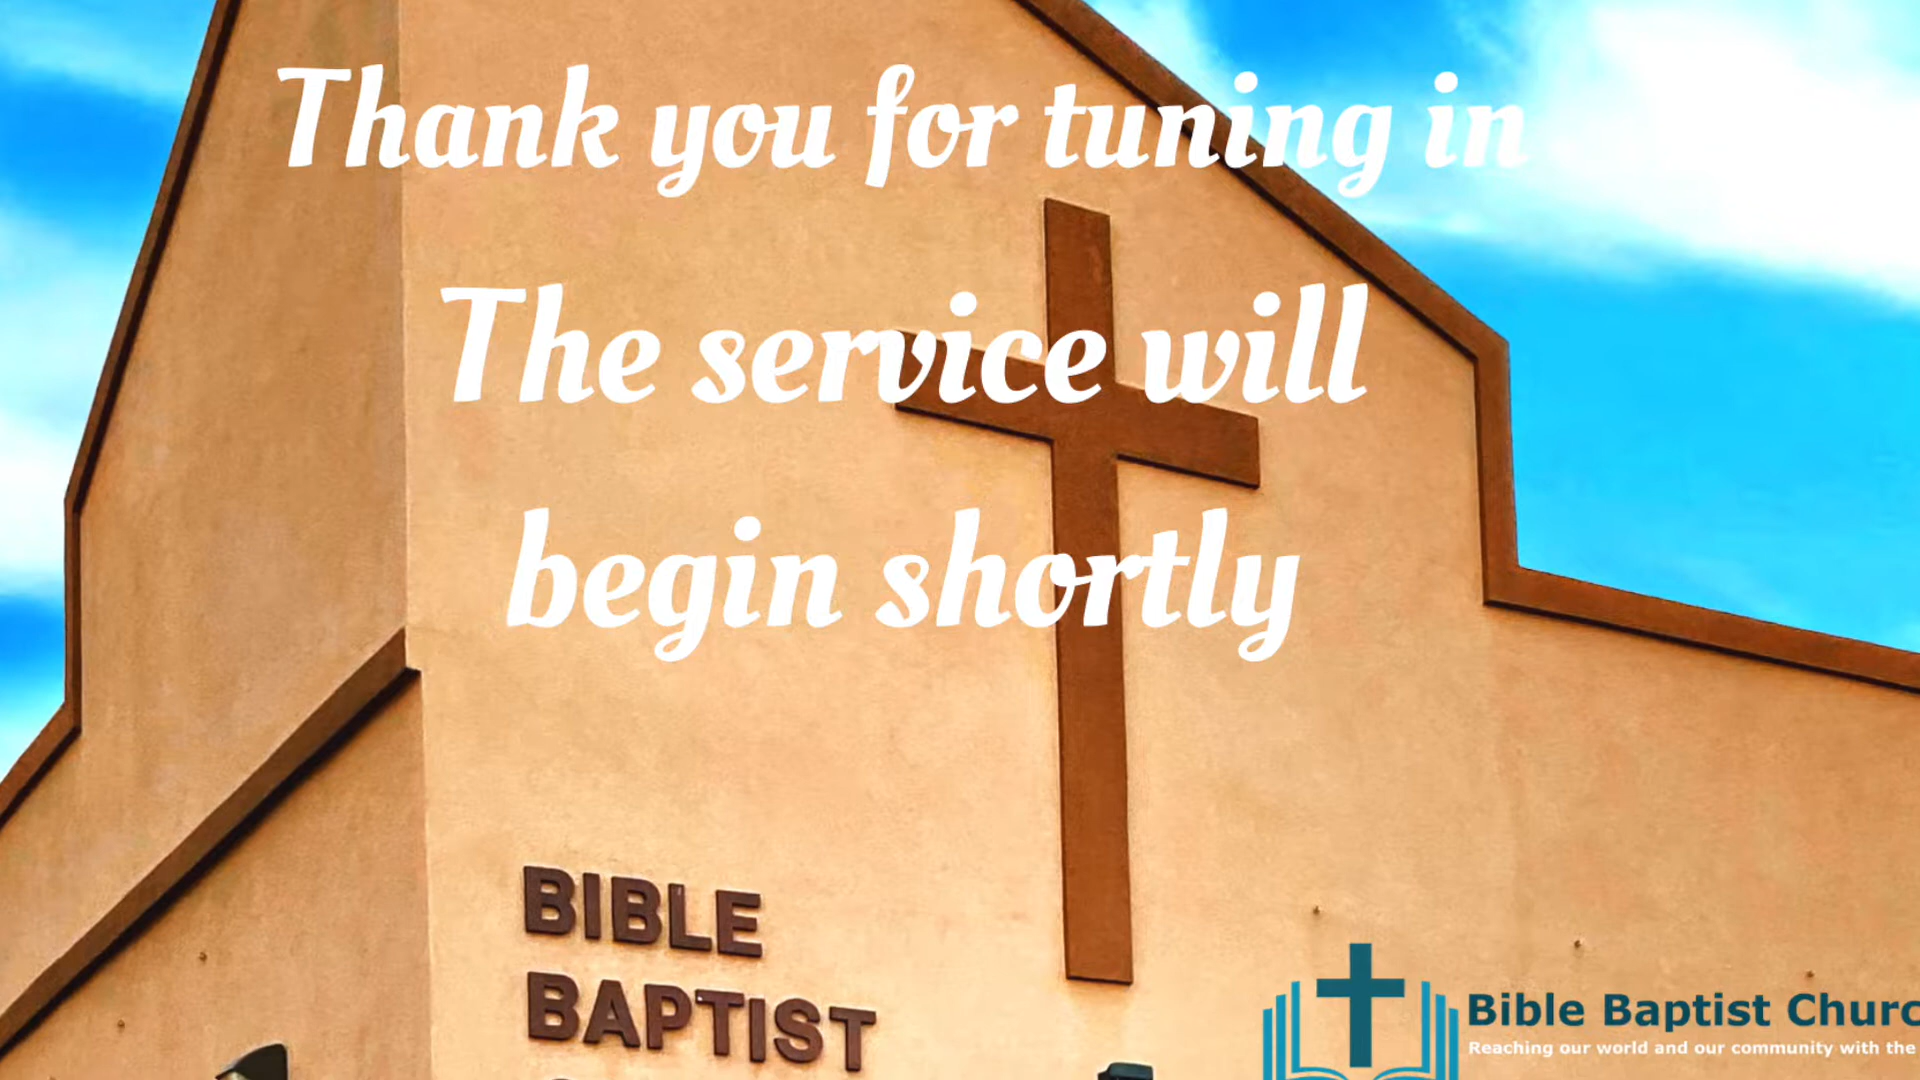 Thank you for tuning in
The service will
begin shortly
BIBLE
BAPTIST
Bible Baptist Churc
Reaching our world and our community with the